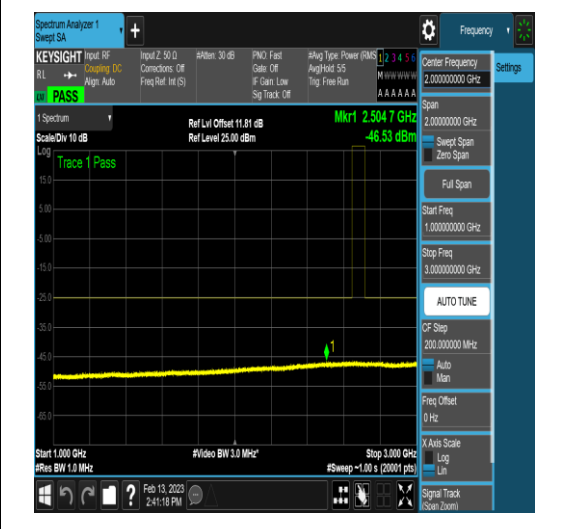 Spectrum Analyzer 1
Swept SA
+
Frequency
KEYSIGHT
Input: RF
Coupling: DC
Align: Auto
RL
PASS
Input Z: 50 Ω
Corrections: Off
Freq Ref: Int (S)
#Atten: 30 dB
PNO: Fast
Gate: Off
IF Gain: Low
Sig Track: Off
#Avg Type: Power (RMS
Avg|Hold: 5/5
Trig: Free Run
1 2 3 4 5 6
M w w w w w
A A A A A A
1 Spectrum
Scale/Div 10 dB
Ref Lvl Offset 11.81 dB
Ref Level 25.00 dBm
Mkr1 2.504 7 GHz
-46.53 dBm
Log
Trace 1 Pass
15.0
5.00
-5.00
-15.0
-25.0
-35.0
-45.0
-55.0
-65.0
1
Start 1.000 GHz
#Res BW 1.0 MHz
#Video BW 3.0 MHz*
Stop 3.000 GHz
#Sweep ~1.00 s (20001 pts)
?
Feb 13, 2023
2:41:18 PM
Center Frequency
2.000000000 GHz
Settings
Span
2.00000000 GHz
Swept Span
Zero Span
Full Span
Start Freq
1.000000000 GHz
Stop Freq
3.000000000 GHz
AUTO TUNE
CF Step
200.000000 MHz
Auto
Man
Freq Offset
0 Hz
X Axis Scale
Log
Lin
Signal Track
(Span Zoom)